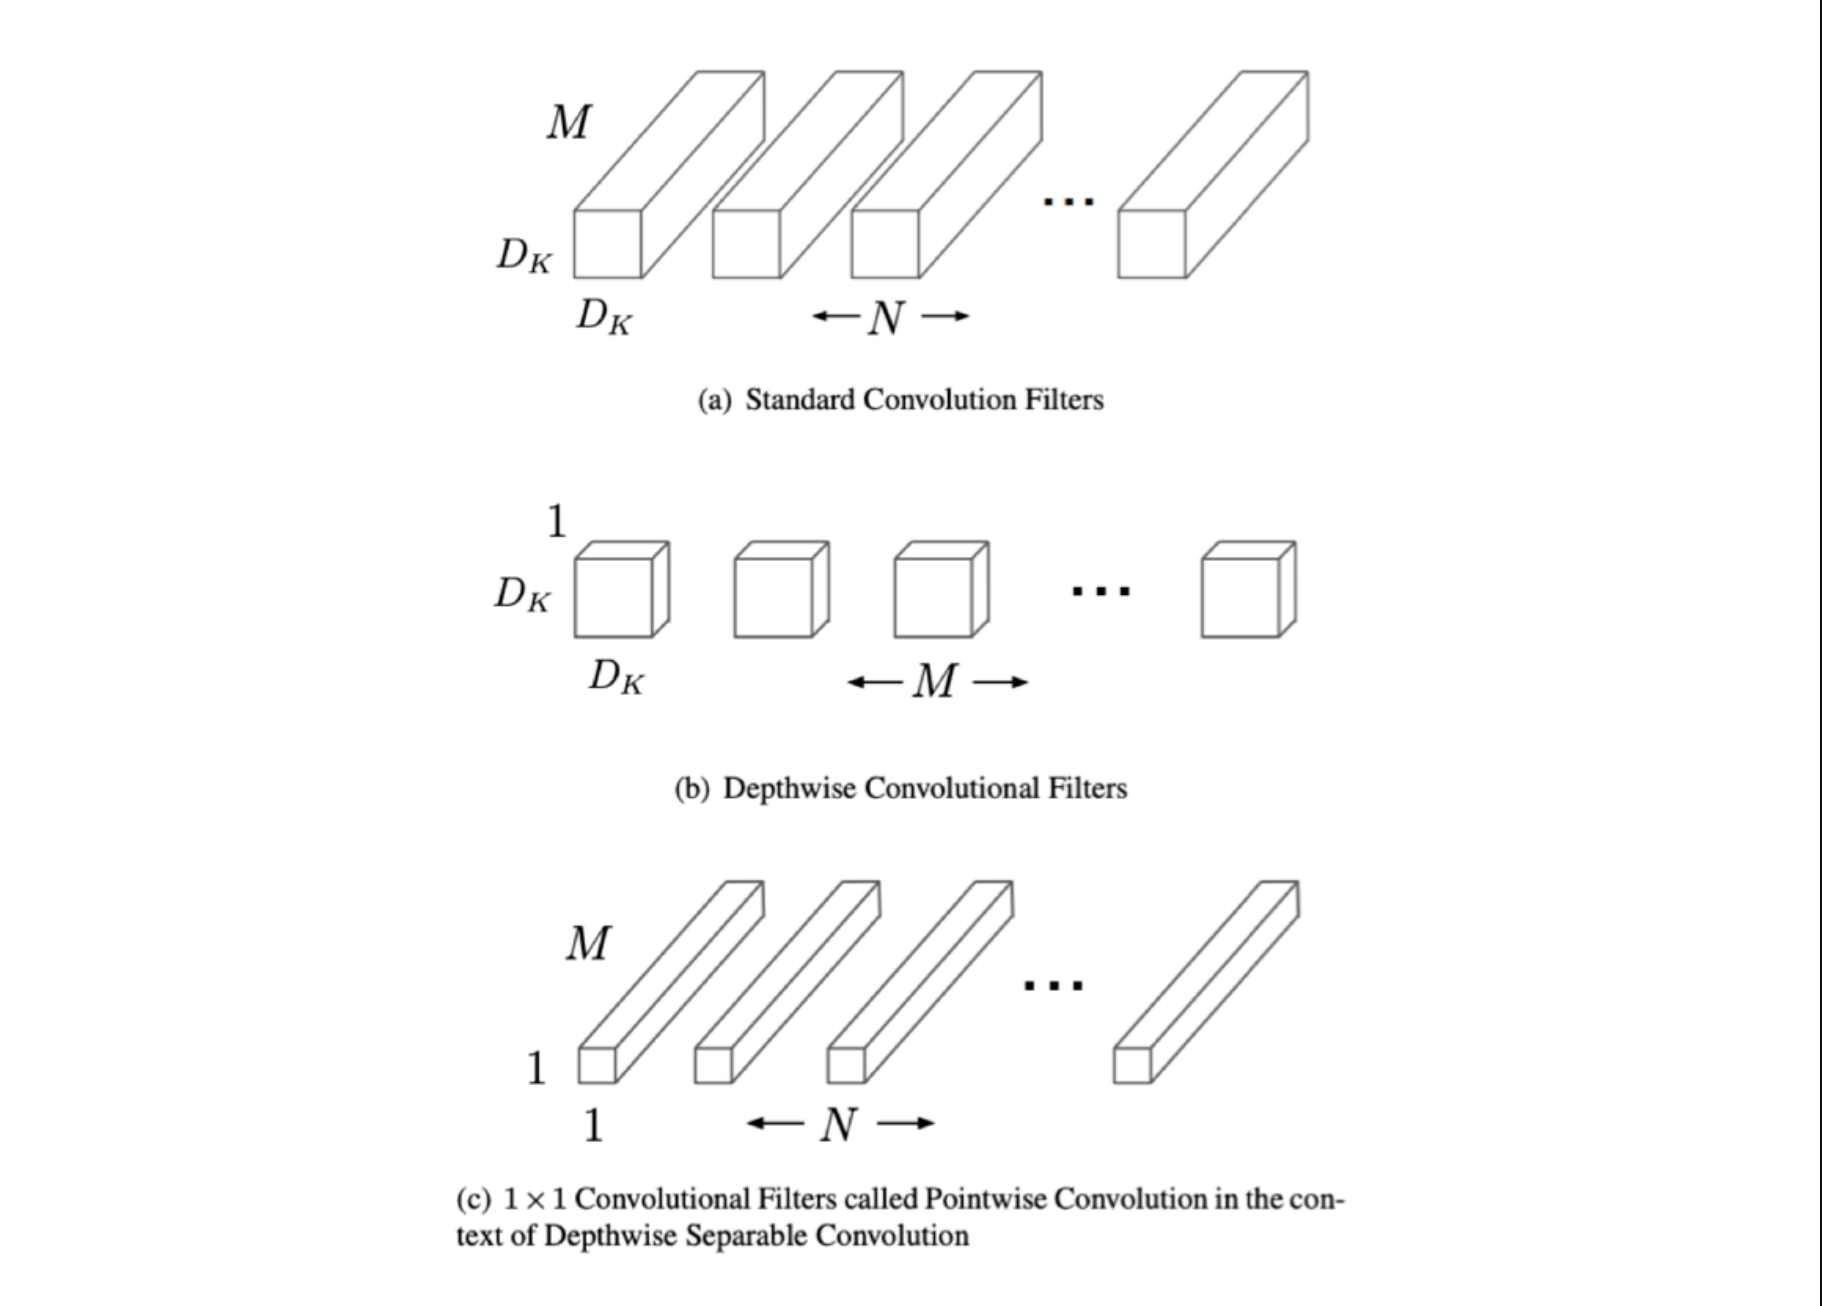 M
D_K
D_K
← N →
(a) Standard Convolution Filters
1
D_K
D_K
← M →
(b) Depthwise Convolutional Filters
M
1
1
← N →
(c) 1 × 1 Convolutional Filters called Pointwise Convolution in the con-
text of Depthwise Separable Convolution